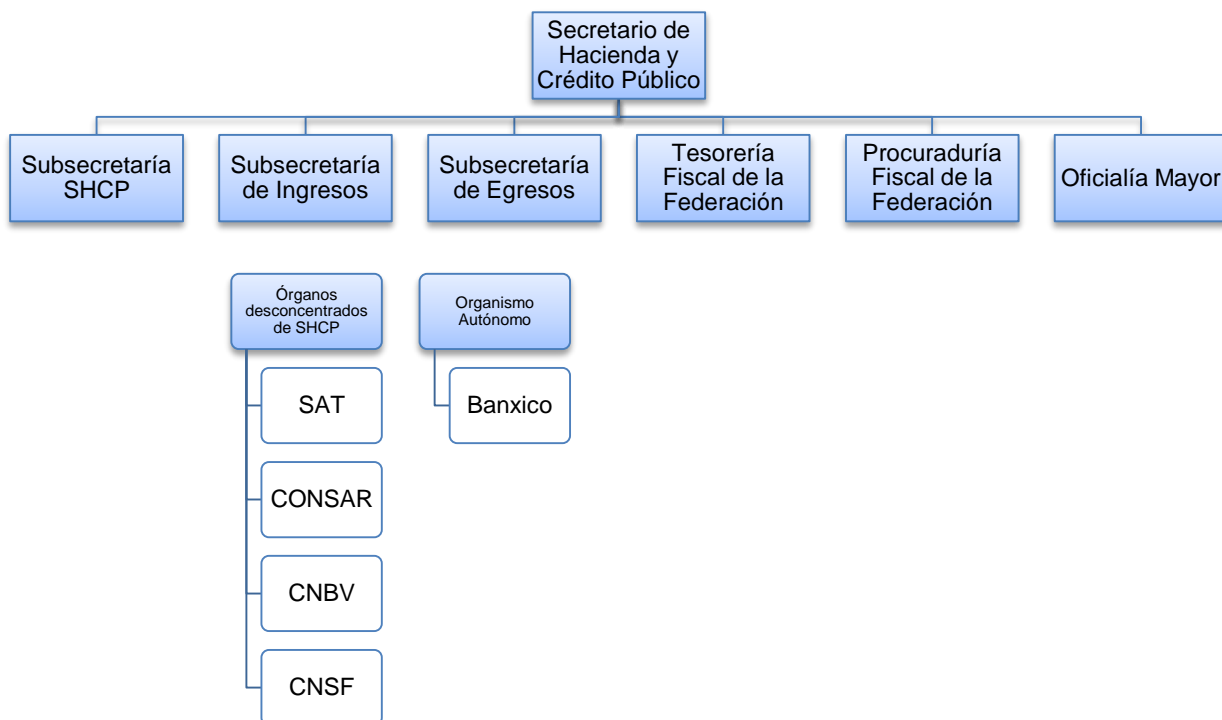 Secretario de
Hacienda y
Crédito Público
Subsecretaría
SHCP
Subsecretaría
de Ingresos
Subsecretaría
de Egresos
Tesorería
Fiscal de la
Federación
Procuraduría
Fiscal de la
Federación
Oficialía Mayor
Órganos
desconcentrados
de SHCP
Organismo
Autónomo
SAT
Banxico
CONSAR
CNBV
CNSF